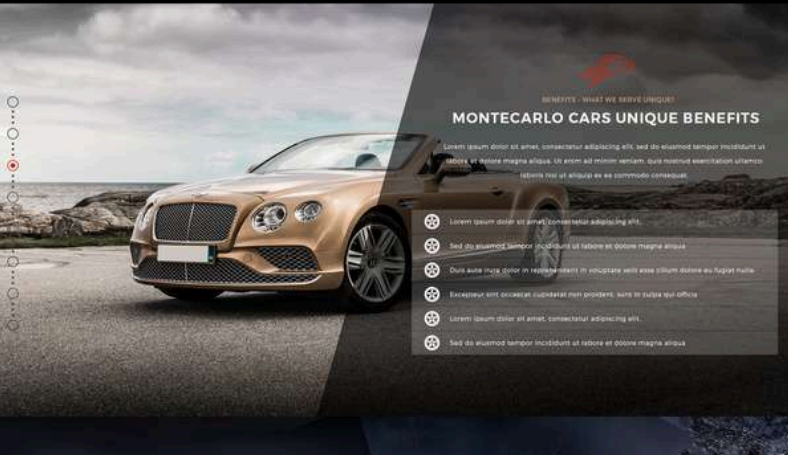 BENEFITS - WHAT WE SERVE UNIQUE!!
MONTECARLO CARS UNIQUE BENEFITS
Lorem ipsum dolor sit amet, consectetur adipiscing elit, sed do eiusmod tempor incididunt ut
labore et dolore magna aliqua. Ut enim ad minim veniam, quis nostrud exercitation ullamco
laboris nisi ut aliquip ex ea commodo consequat.
Lorem ipsum dolor sit amet, consectetur adipiscing elit.
Sed do eiusmod tempor incididunt ut labore et dolore magna aliqua
Duis aute irure dolor in reprehenderit in voluptate velit esse cillum dolore eu fugiat nulla
Excepteur sint occaecat cupidatat non proident, sunt in culpa qui officia
Lorem ipsum dolor sit amet, consectetur adipiscing elit.
Sed do eiusmod tempor incididunt ut labore et dolore magna aliqua